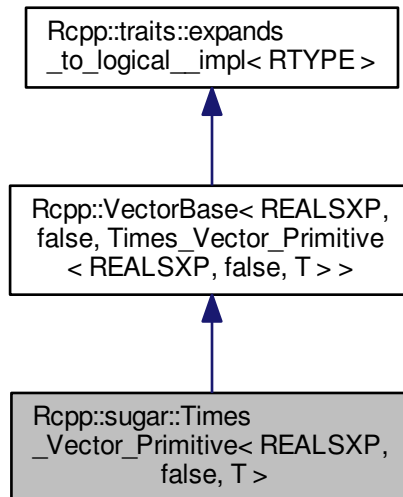 Rcpp::traits::expands
_to_logical__impl< RTYPE >
Rcpp::VectorBase< REALSXP,
false, Times_Vector_Primitive
< REALSXP, false, T > >
Rcpp::sugar::Times
_Vector_Primitive< REALSXP,
false, T >